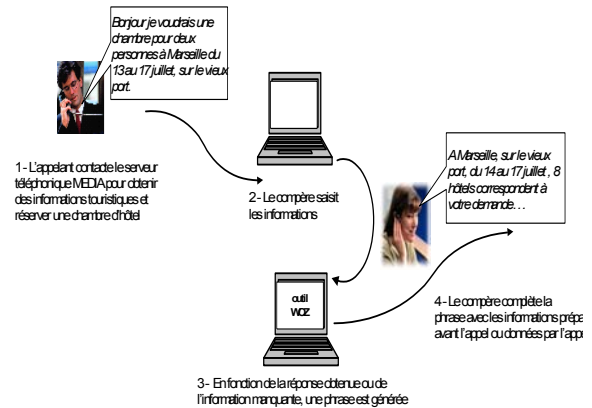 Bonjour je voudrais une
chambre pour deux
personnes à Marseille du
13 au 17 juillet, sur le vieux
port.
1 - L'appelant contacte le serveur
téléphonique MEDIA pour obtenir
des informations touristiques et
réserver une chambre d'hôtel
2 - Le compère saisit
les informations
A Marseille, sur le vieux
port, du 14 au 17 juillet, 8
hôtels correspondent à
votre demande…
outil
WOZ
4 - Le compère complète la
phrase avec les informations prépa
avant l'appel ou données par l'appe
3 - En fonction de la réponse obtenue ou de
l'information manquante, une phrase est générée